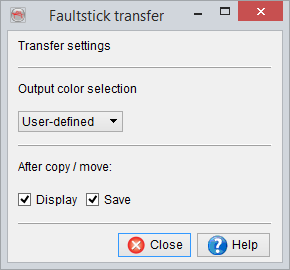 Faultstick transfer
Transfer settings
Output color selection
User-defined
After copy / move:
Display Save
Close Help